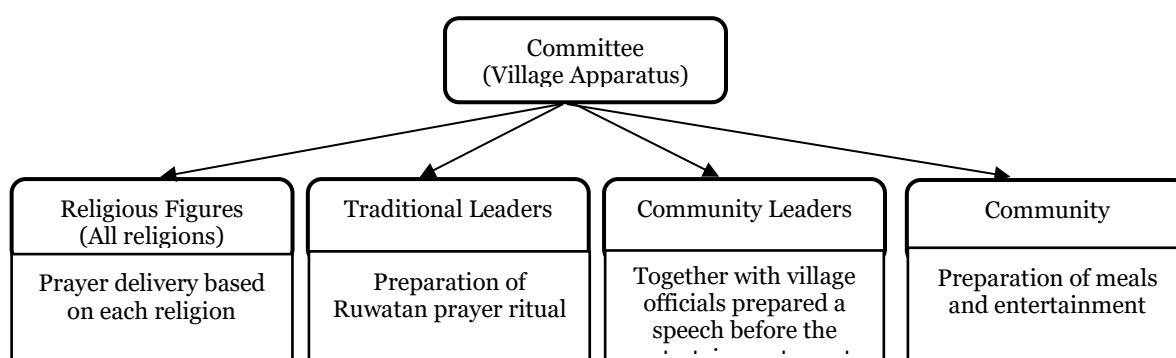 Committee
(Village Apparatus)
Religious Figures
(All religions)
Prayer delivery based
on each religion
Traditional Leaders
Preparation of
Ruwatan prayer ritual
Community Leaders
Together with village
officials prepared a
speech before the
Community
Preparation of meals
and entertainment